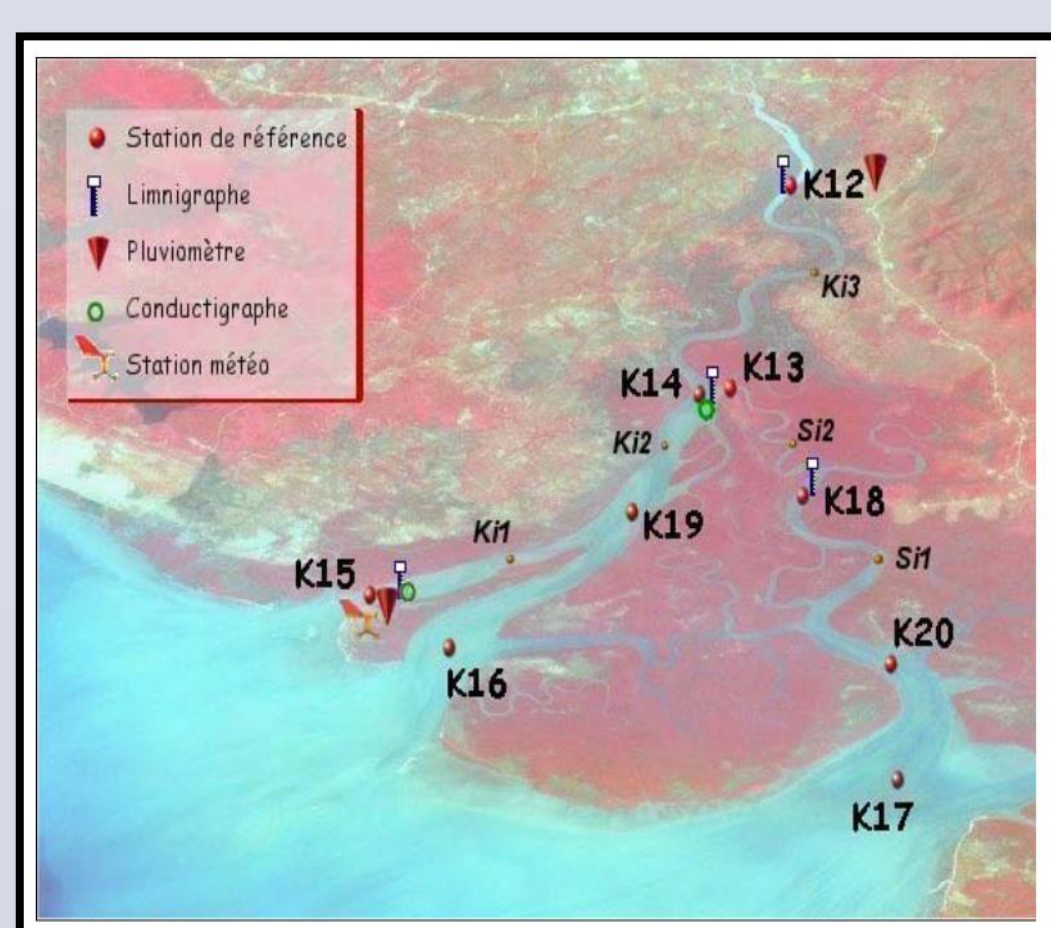 Station de référence
Limnigraphe
Pluviomètre
Conductigraphe
Station météo
K12
Ki3
K14
K13
Ki2
Si2
K18
K19
Ki1
Si1
K15
K20
K16
K17